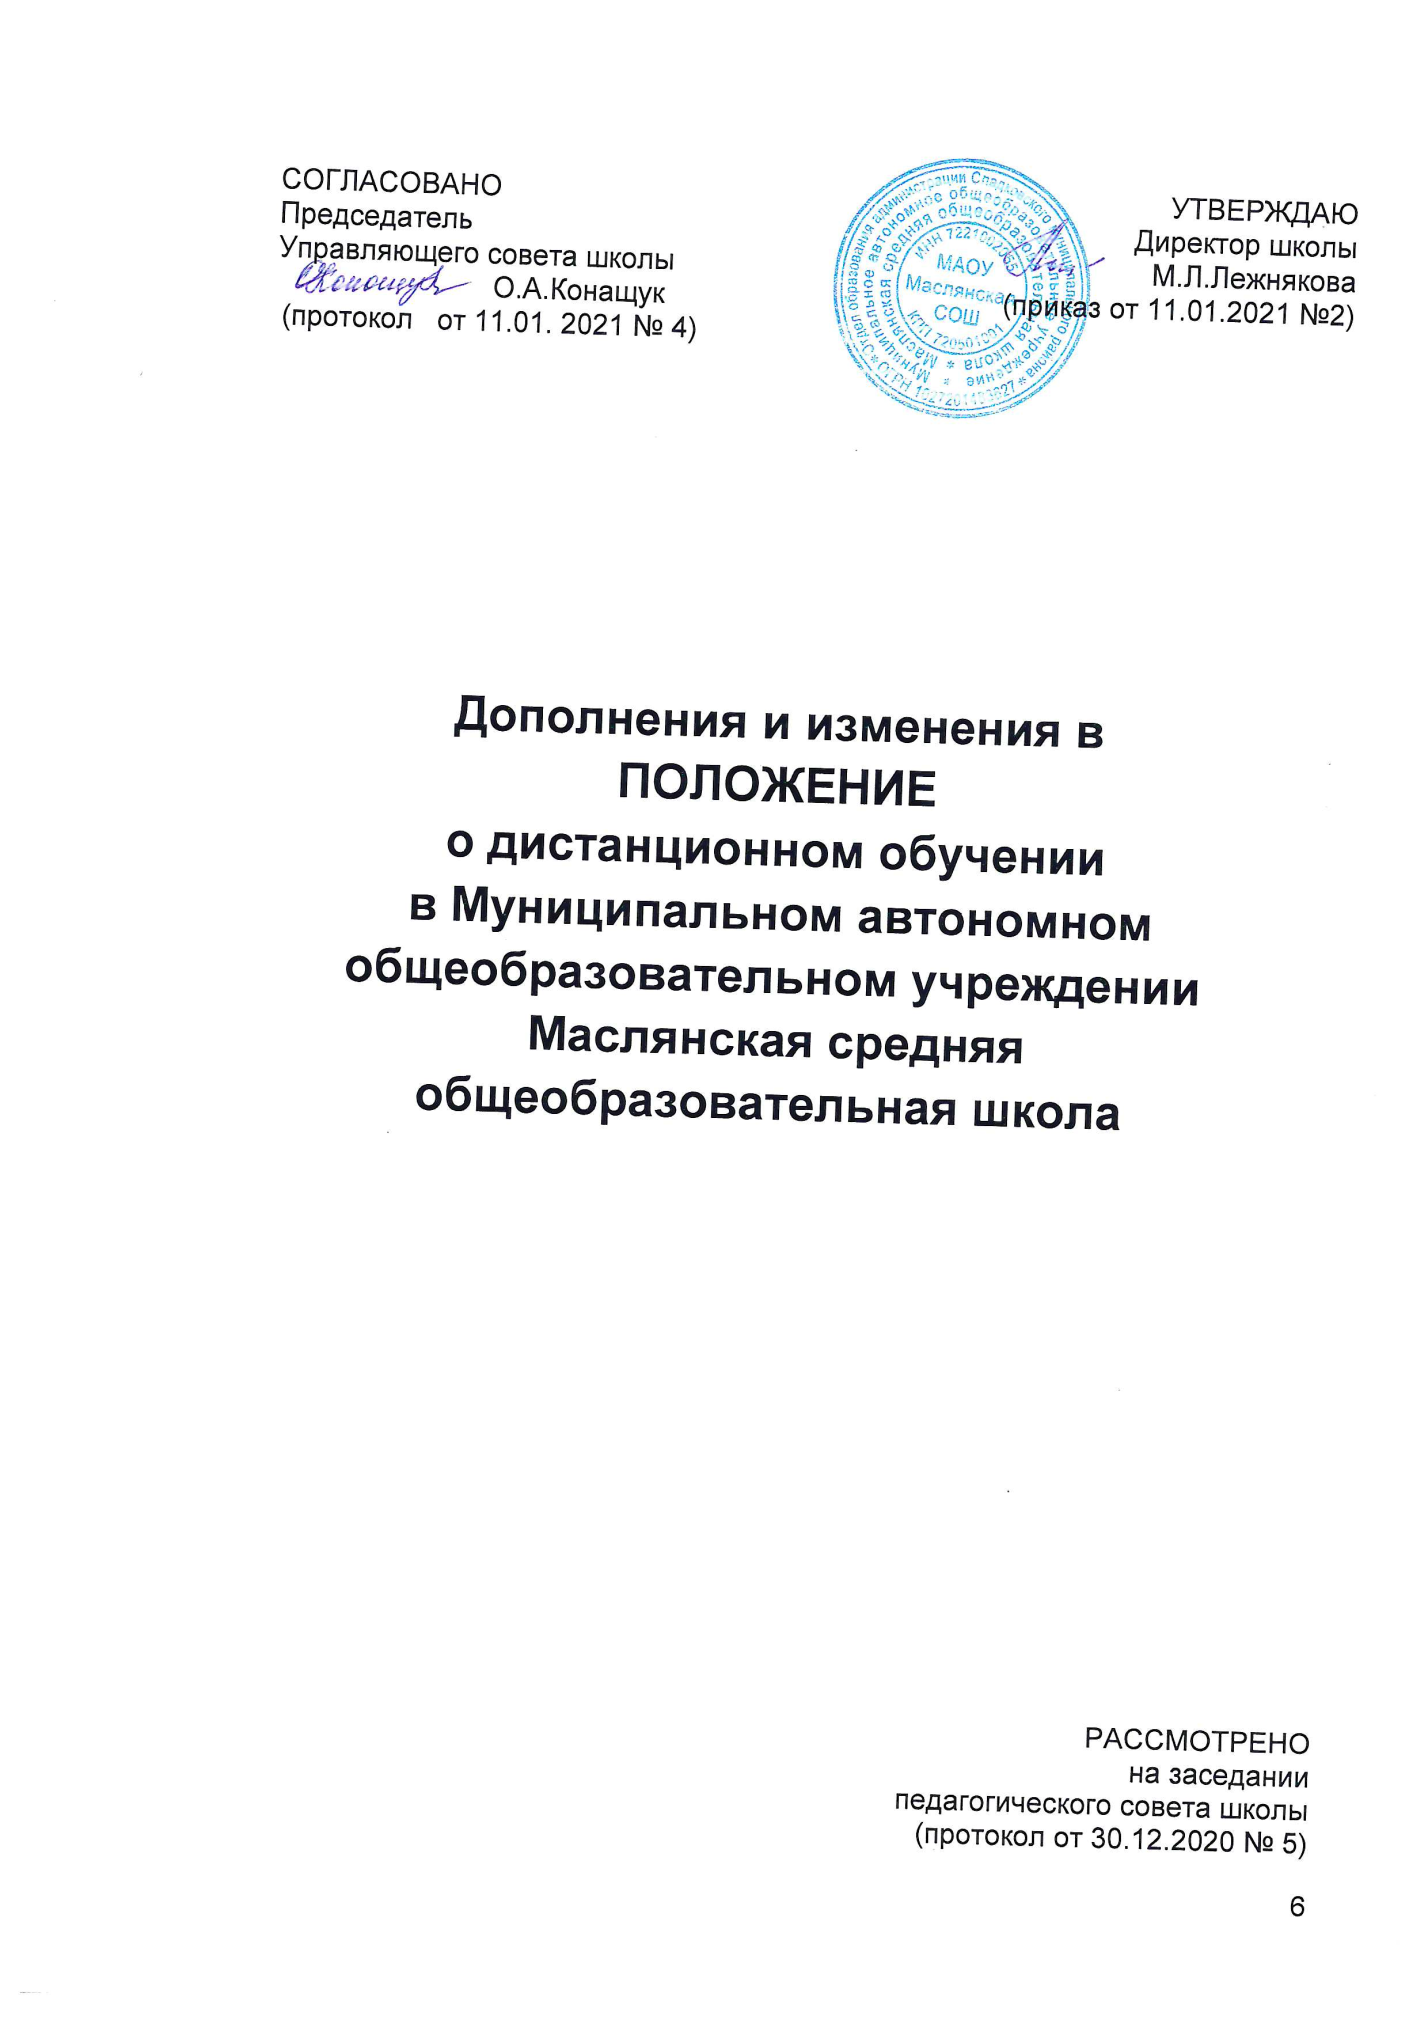 СОГЛАСОВАНО
Председатель
Управляющего совета школы
О.А.Конащук
(протокол от 11.01. 2021 № 4)
УТВЕРЖДАЮ
Директор школы
М.Л.Лежнякова
(приказ от 11.01.2021 №2)
МАОУ
Маслянская
СОШ
Дополнения и изменения в
ПОЛОЖЕНИЕ
о дистанционном обучении
в Муниципальном автономном
общеобразовательном учреждении
Маслянская средняя
общеобразовательная школа
РАССМОТРЕНО
на заседании
педагогического совета школы
(протокол от 30.12.2020 № 5)
6